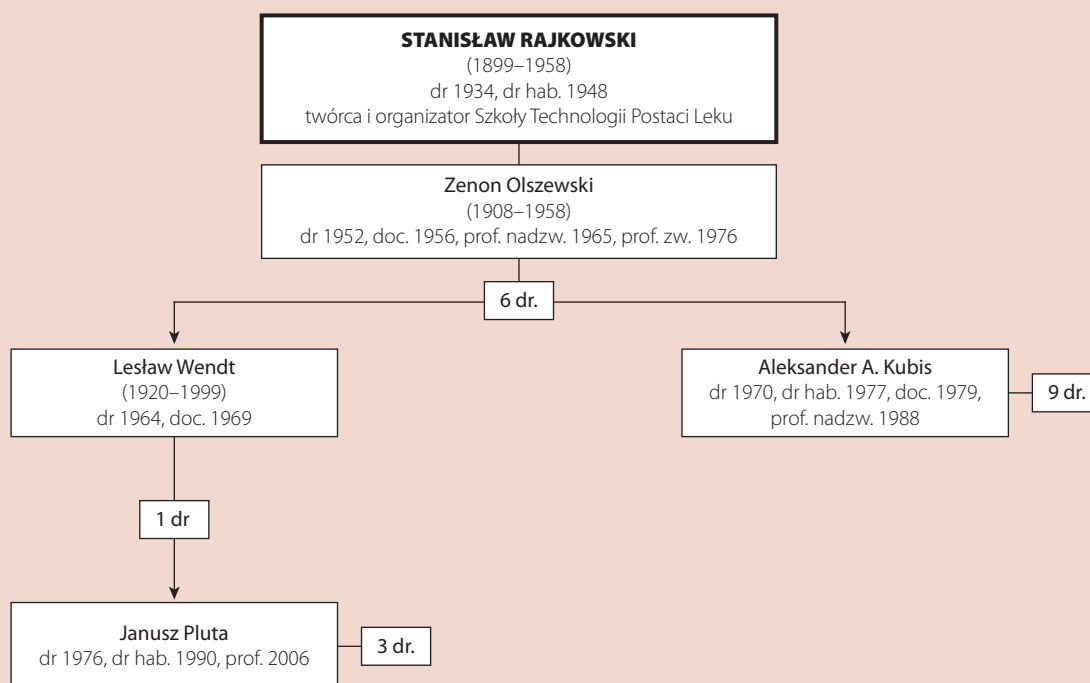 STANISŁAW RAJKOWSKI
(1899–1958)
dr 1934, dr hab. 1948
twórca i organizator Szkoły Technologii Postaci Leku
Zenon Olszewski
(1908–1958)
dr 1952, doc. 1956, prof. nadzw. 1965, prof. zw. 1976
6 dr.
Lesław Wendt
(1920–1999)
dr 1964, doc. 1969
Aleksander A. Kubis
dr 1970, dr hab. 1977, doc. 1979,
prof. nadzw. 1988
9 dr.
1 dr
Janusz Pluta
dr 1976, dr hab. 1990, prof. 2006
3 dr.